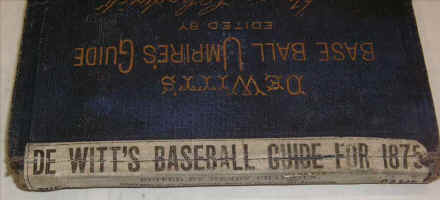 DE WITT'S
BASE BALL UMPIRE'S GUIDE
EDITED BY
DE WITT'S BASEBALL GUIDE FOR 1875